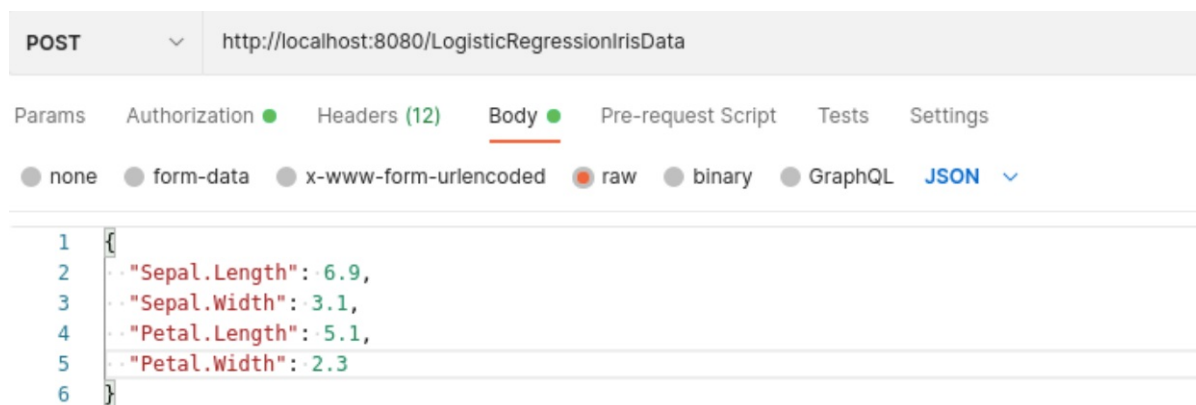 POST http://localhost:8080/LogisticRegressionIrisData
Params Authorization Headers (12) Body Pre-request Script Tests Settings
none form-data x-www-form-urlencoded raw binary GraphQL JSON
1 {
2 "Sepal.Length": 6.9,
3 "Sepal.Width": 3.1,
4 "Petal.Length": 5.1,
5 "Petal.Width": 2.3
6 }